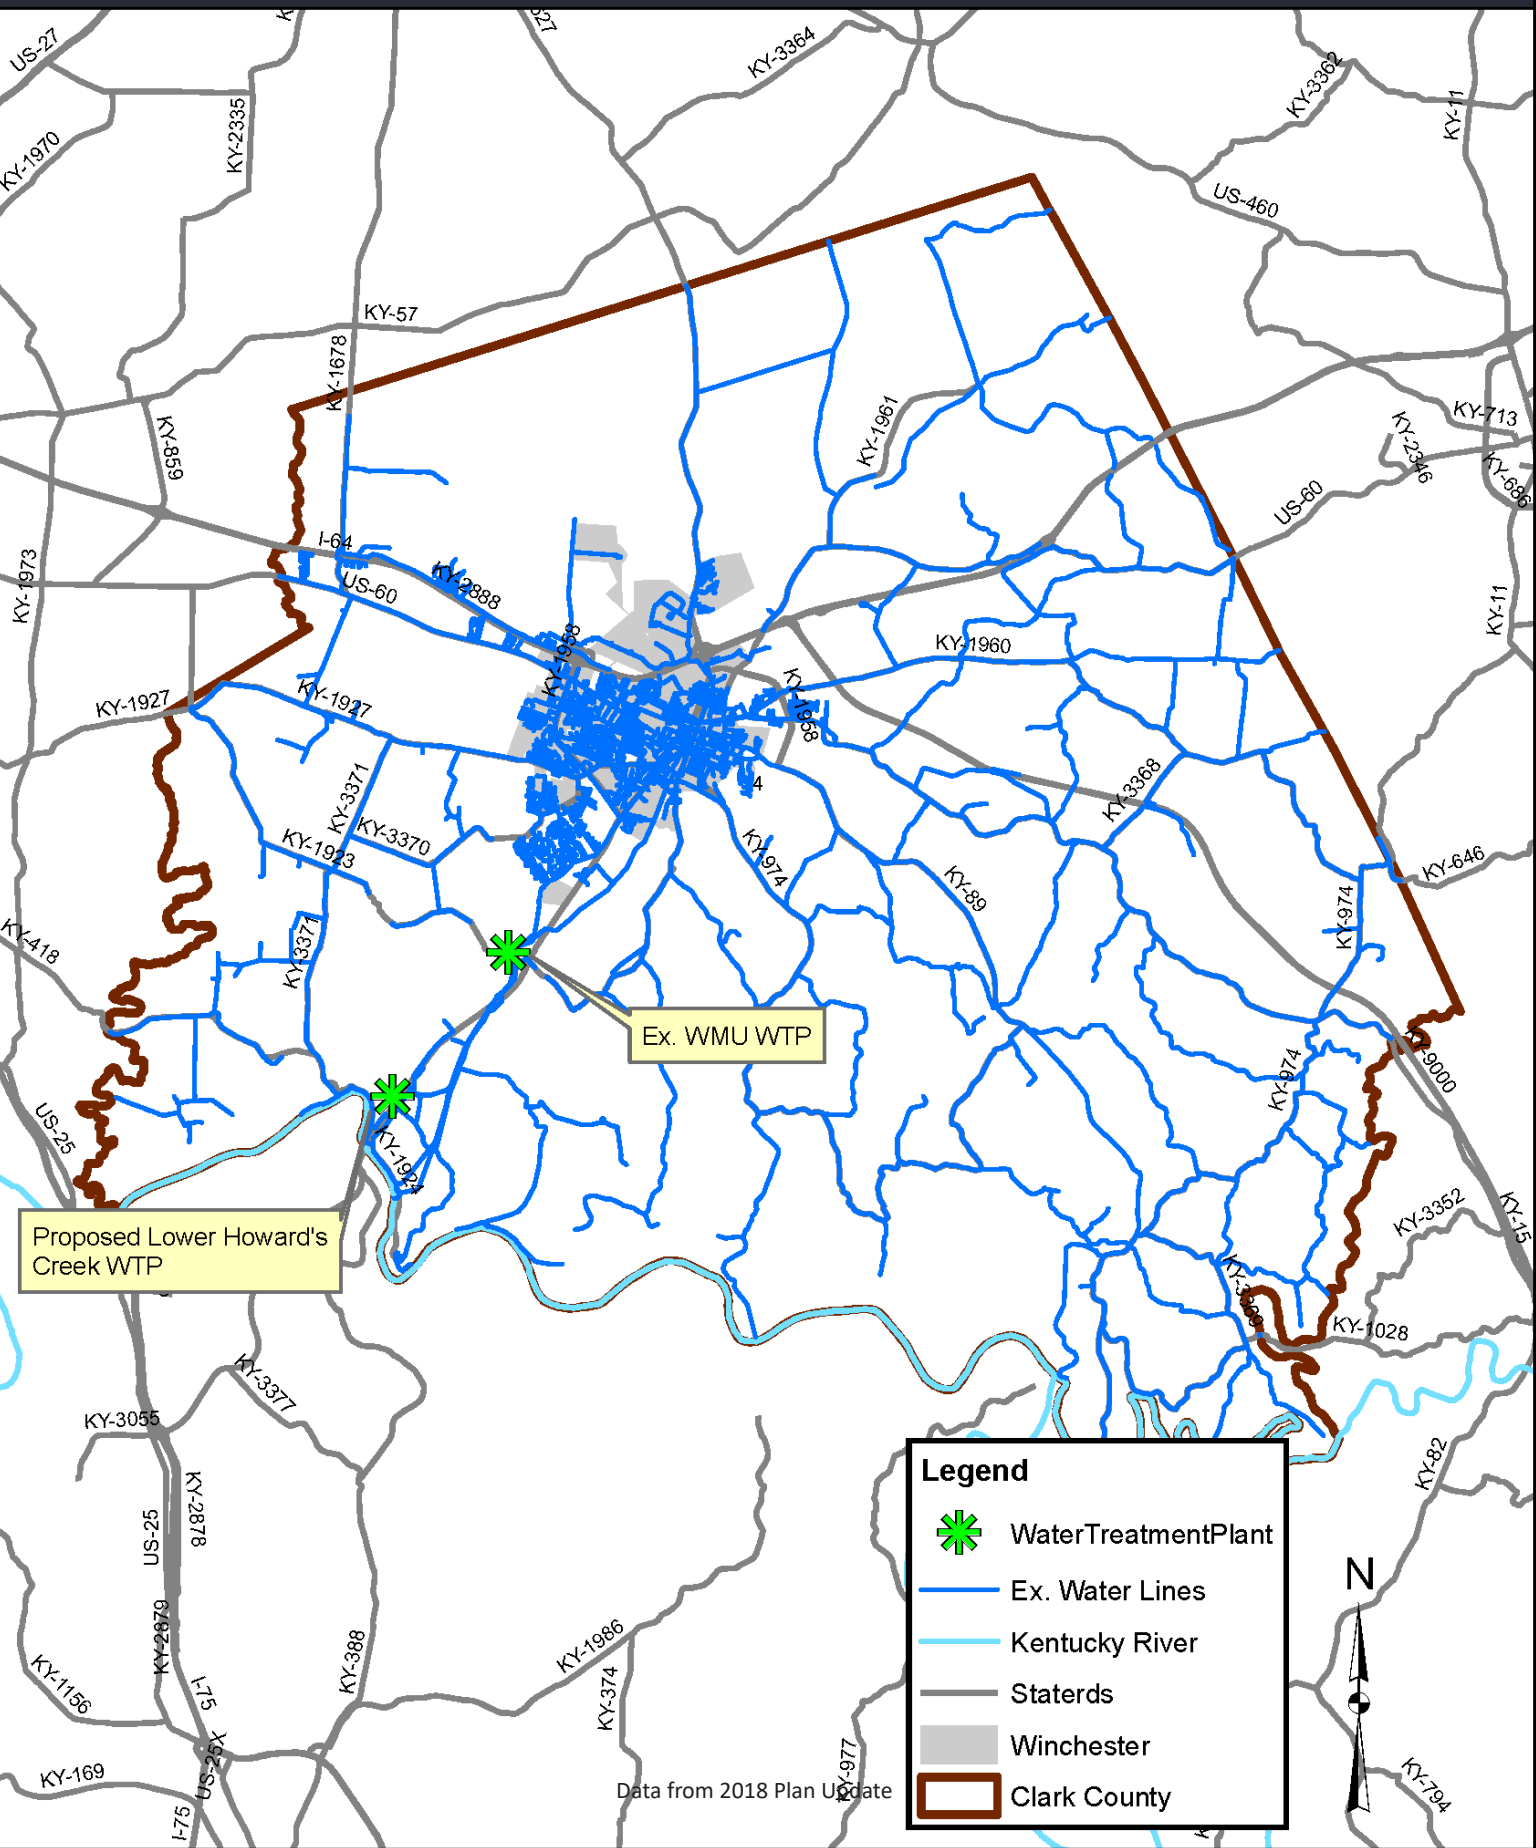 US-27
KY-2335
KY-1970
KY-3364
KY-3362
KY-11
US-460
KY-57
KY-1678
KY-859
KY-1961
KY-713
KY-2346
KY-686
US-60
KY-1973
I-64
US-60
KY-2888
KY-11
KY-1958
KY-1960
KY-1927
KY-1927
KY-1958
KY-3371
KY-3370
KY-1923
4
KY-3368
KY-974
KY-89
KY-646
KY-974
KY-418
KY-3371
Ex. WMU WTP
KY-9000
KY-974
US-25
KY-1924
Proposed Lower Howard's
Creek WTP
KY-3352
KY-15
KY-3369
KY-1028
KY-3377
KY-3055
KY-2878
US-25
KY-82
Legend
WaterTreatmentPlant
Ex. Water Lines
Kentucky River
Staterds
Winchester
Clark County
N
KY-2879
KY-1156
I-75
KY-388
KY-1986
KY-374
US-25X
KY-169
I-75
KY-977
Data from 2018 Plan Update
KY-794